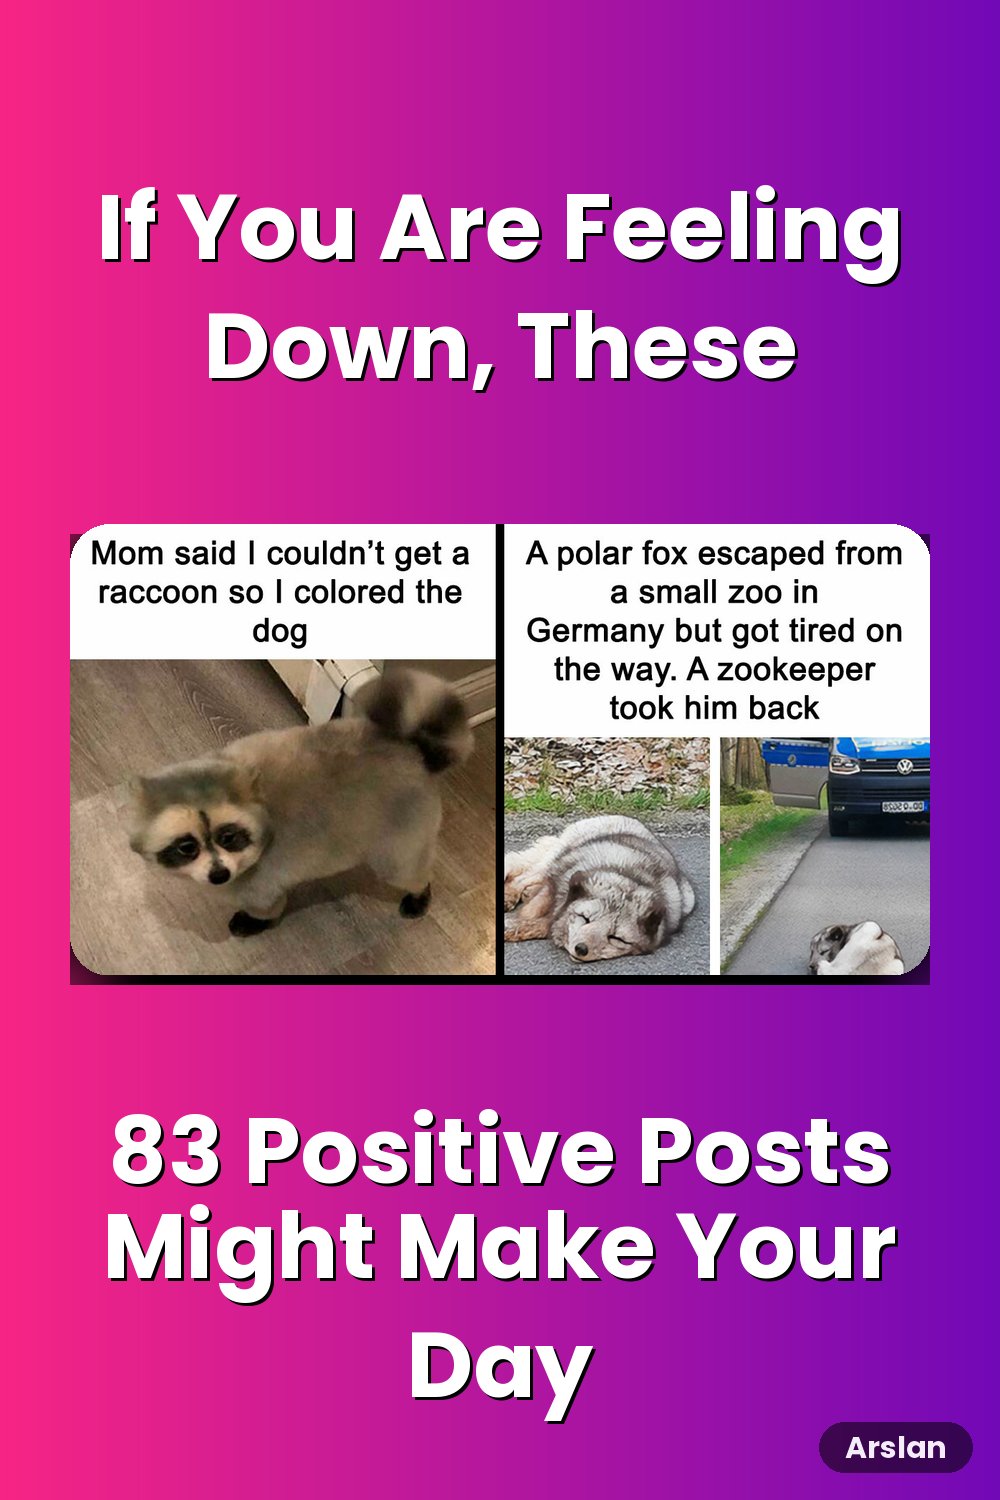 If You Are Feeling
Down, These
Mom said I couldn’t get a
raccoon so I colored the
dog
A polar fox escaped from
a small zoo in
Germany but got tired on
the way. A zookeeper
took him back
83 Positive Posts
Might Make Your
Day
Arslan